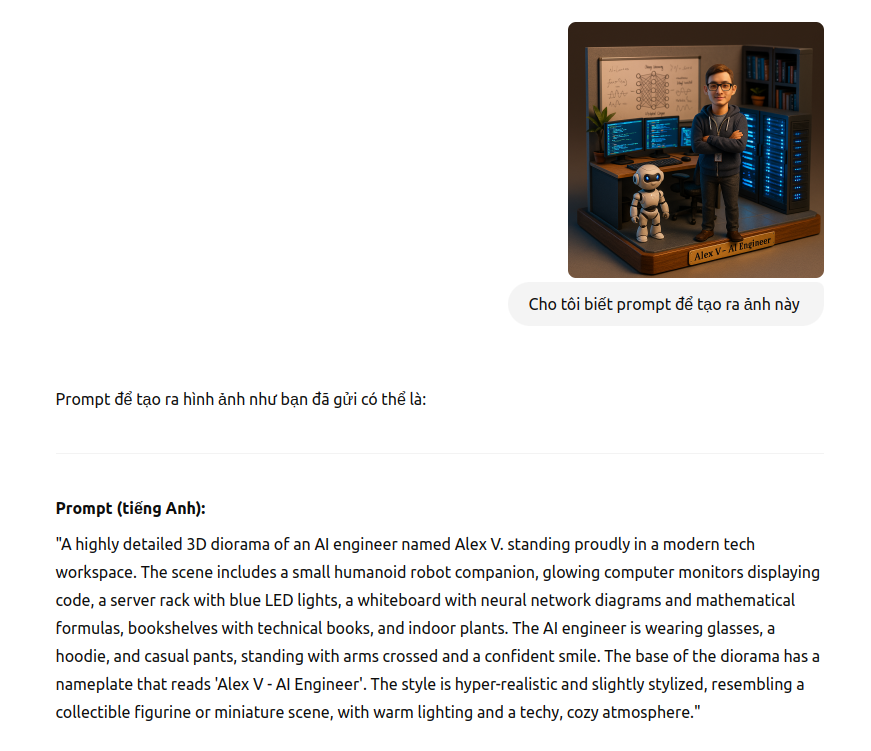 Alex V – AI Engineer
Cho tôi biết prompt để tạo ra ảnh này
Prompt để tạo ra hình ảnh như bạn đã gửi có thể là:
Prompt (tiếng Anh):
"A highly detailed 3D diorama of an AI engineer named Alex V. standing proudly in a modern tech
workspace. The scene includes a small humanoid robot companion, glowing computer monitors displaying
code, a server rack with blue LED lights, a whiteboard with neural network diagrams and mathematical
formulas, bookshelves with technical books, and indoor plants. The AI engineer is wearing glasses, a
hoodie, and casual pants, standing with arms crossed and a confident smile. The base of the diorama has a
nameplate that reads 'Alex V - AI Engineer'. The style is hyper-realistic and slightly stylized, resembling a
collectible figurine or miniature scene, with warm lighting and a techy, cozy atmosphere."